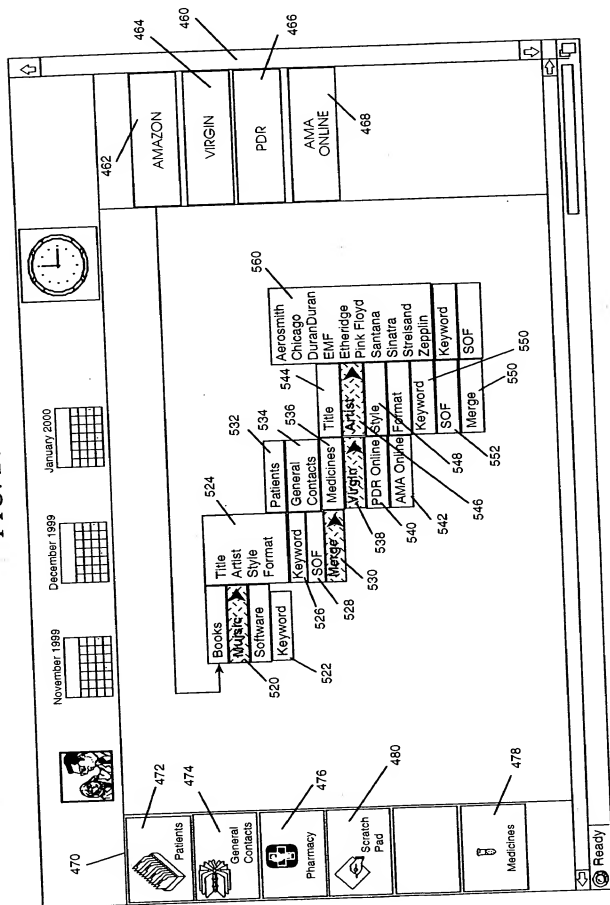 November 1999
December 1999
January 2000
470
472
Patients
474
General
Contacts
476
Pharmacy
480
Scratch
Pad
478
Medicines
Ready
Books
Music
Software
Keyword
520
522
Title
Artist
Style
Format
Keyword
SOF
Merge
524
526
528
530
Patients
General
Contacts
Medicines
Virgin
PDR Online
AMA Online
532
534
536
538
540
542
Title
Artist
Style
Format
Keyword
SOF
Merge
544
546
548
550
552
Aerosmith
Chicago
DuranDuran
EMF
Etheridge
Pink Floyd
Santana
Sinatra
Streisand
Zepplin
Keyword
SOF
560
550
462
AMAZON
464
VIRGIN
460
466
PDR
AMA
ONLINE
468